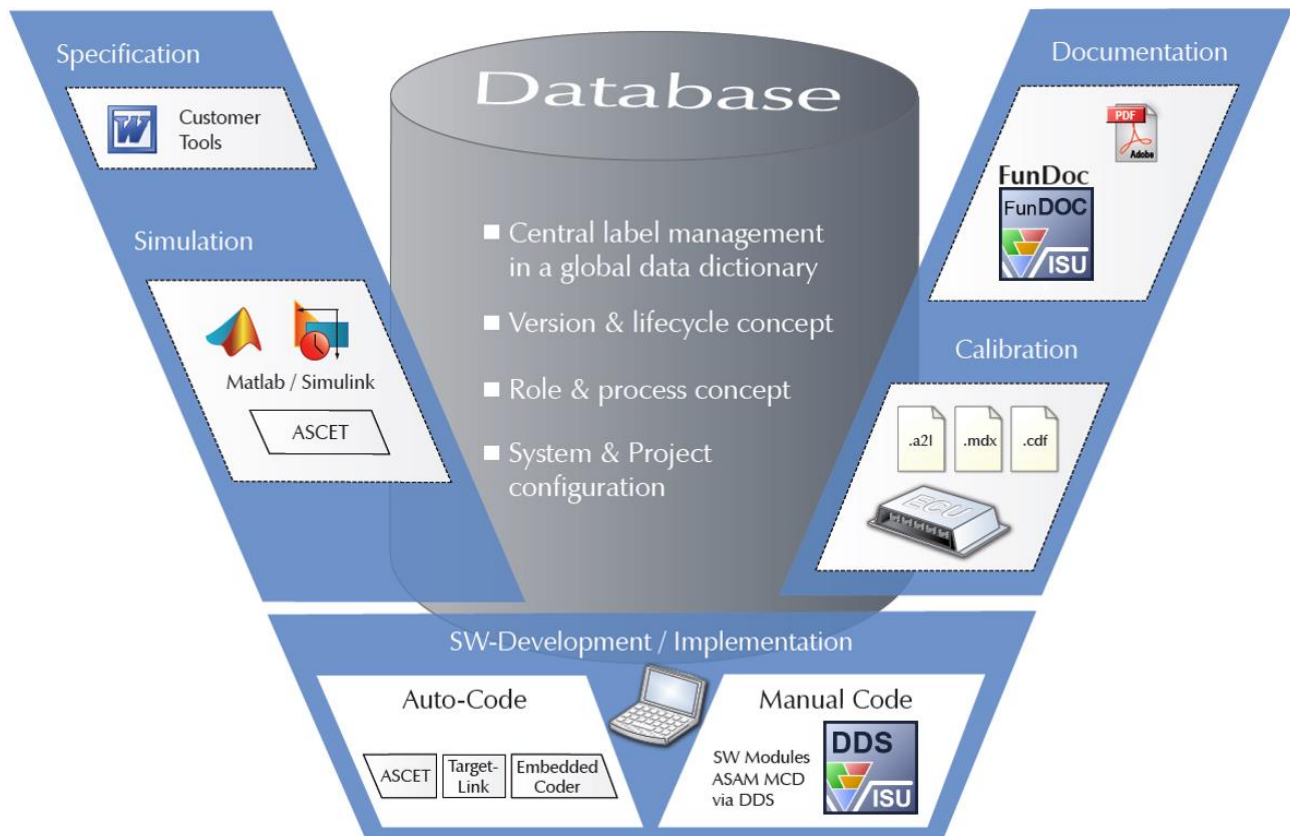 Specification
W
Customer
Tools
Simulation
Matlab / Simulink
ASCET
Database
Central label management
in a global data dictionary
Version & lifecycle concept
Role & process concept
System & Project
configuration
Documentation
PDF
Adobe
FunDoc
FunDOC
ISU
Calibration
.a2l
.mdx
.cdf
ECU
SW-Development / Implementation
Auto-Code
ASCET
Target-
Link
Embedded
Coder
Manual Code
SW Modules
ASAM MCD
via DDS
DDS
ISU